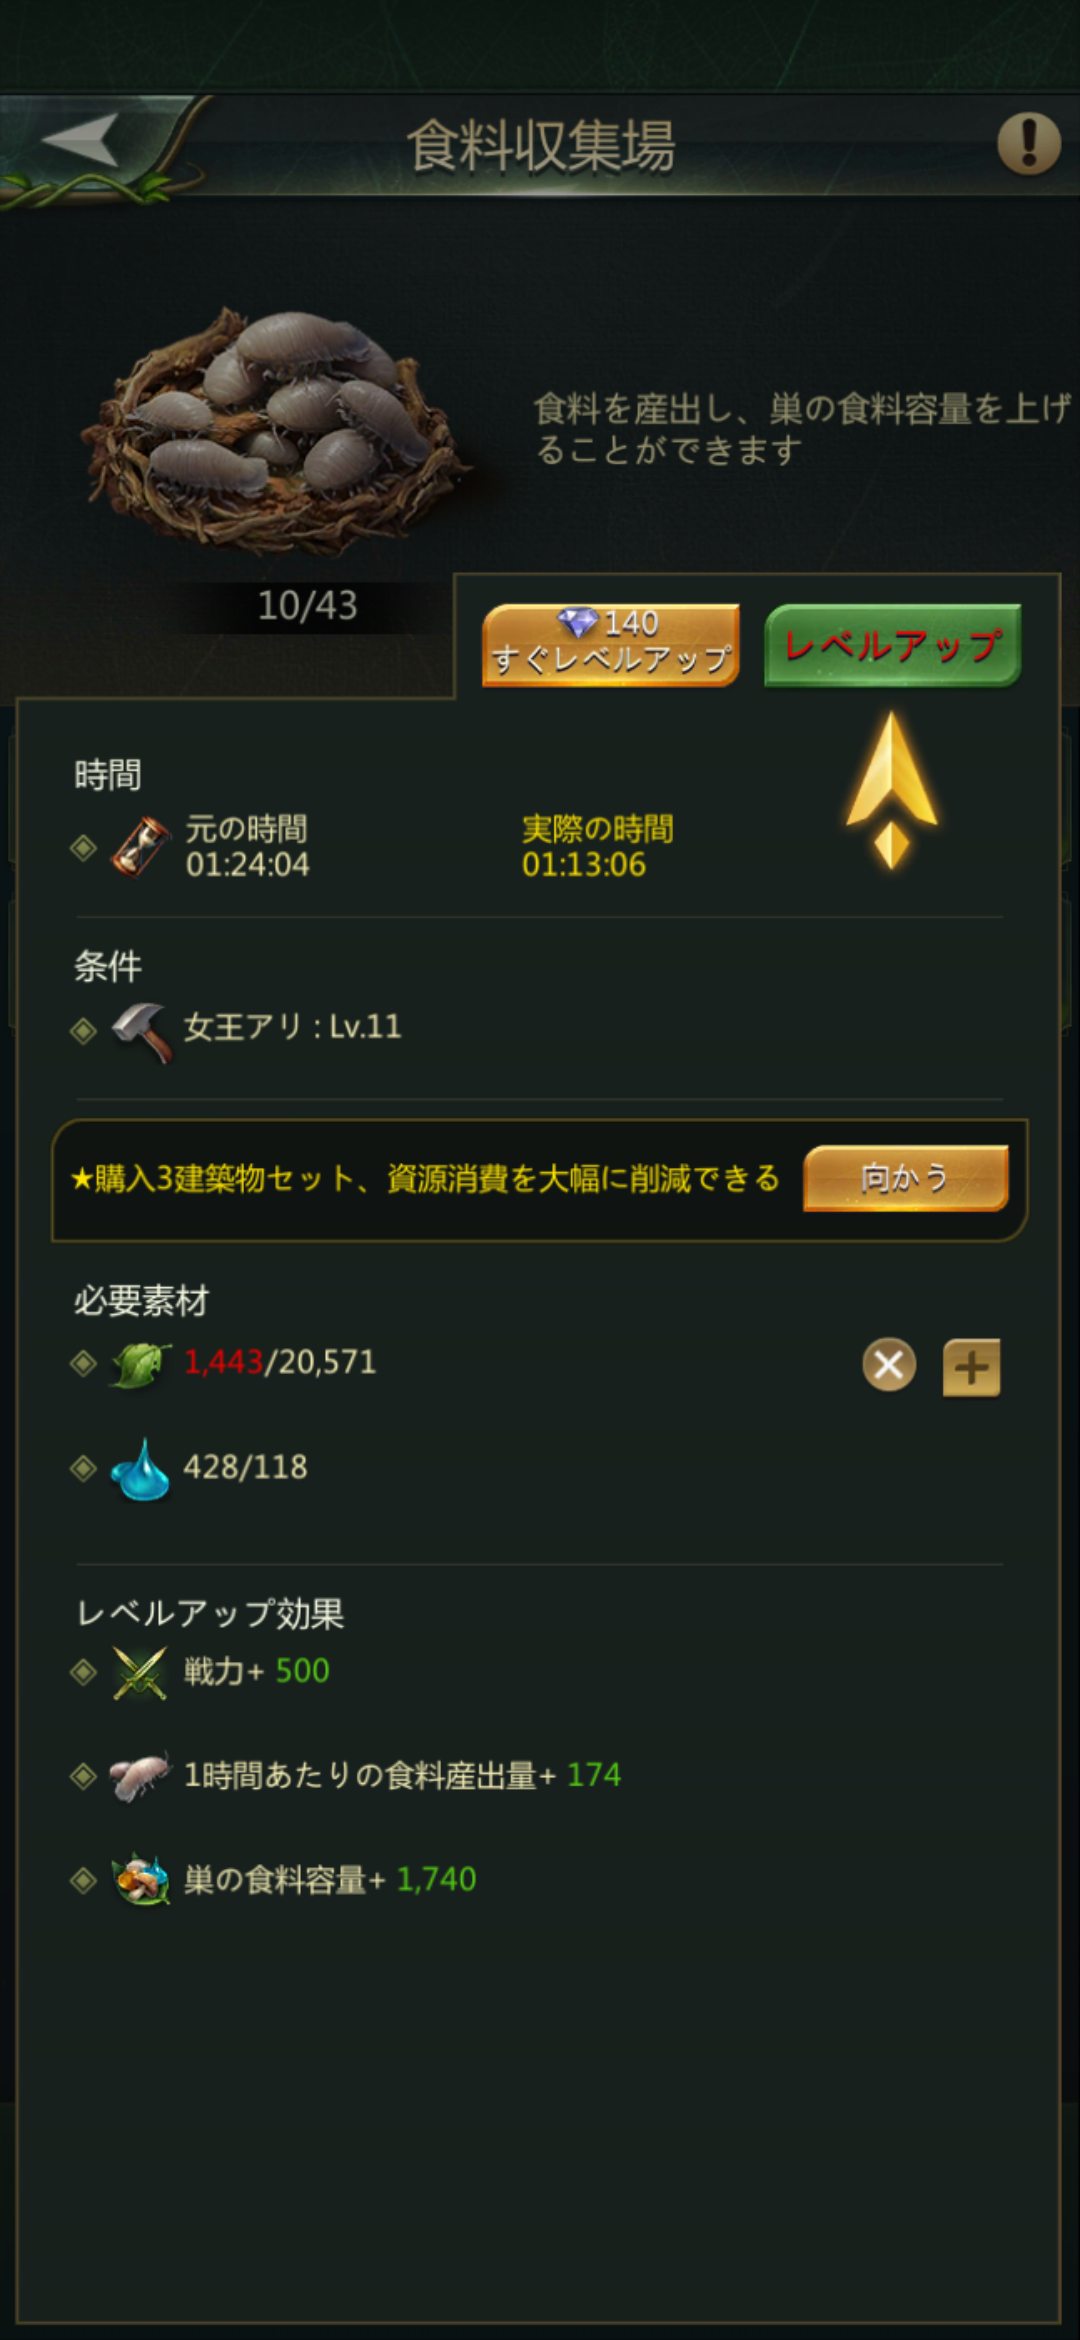 食料収集場
食料を産出し、巣の食料容量を上げ
ることができます
10/43
140
すぐレベルアップ
レベルアップ
時間
元の時間
01:24:04
実際の時間
01:13:06
条件
女王アリ : Lv.11
★購入3建築物セット、資源消費を大幅に削減できる
向かう
必要素材
1,443/20,571
428/118
レベルアップ効果
戦力+ 500
1時間あたりの食料産出量+ 174
巣の食料容量+ 1,740